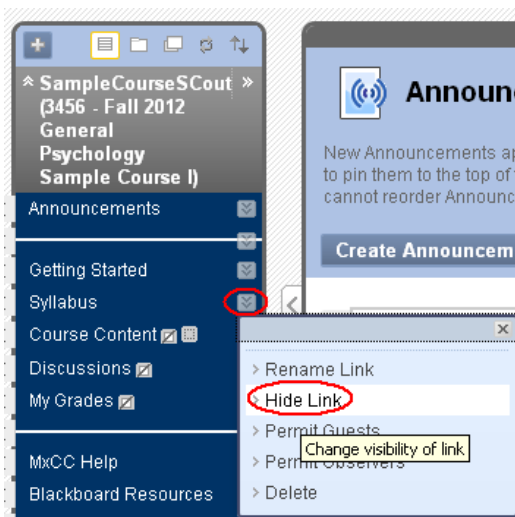 SampleCourseSCout
(3456 - Fall 2012
General
Psychology
Sample Course I)
Announcements
Getting Started
Syllabus
Course Content
Discussions
My Grades
MxCC Help
Blackboard Resources
Announ
New Announcements ap
to pin them to the top of
cannot reorder Announc
Create Announcem
Rename Link
Hide Link
Permit Guests
Change visibility of link
Permit Observers
Delete